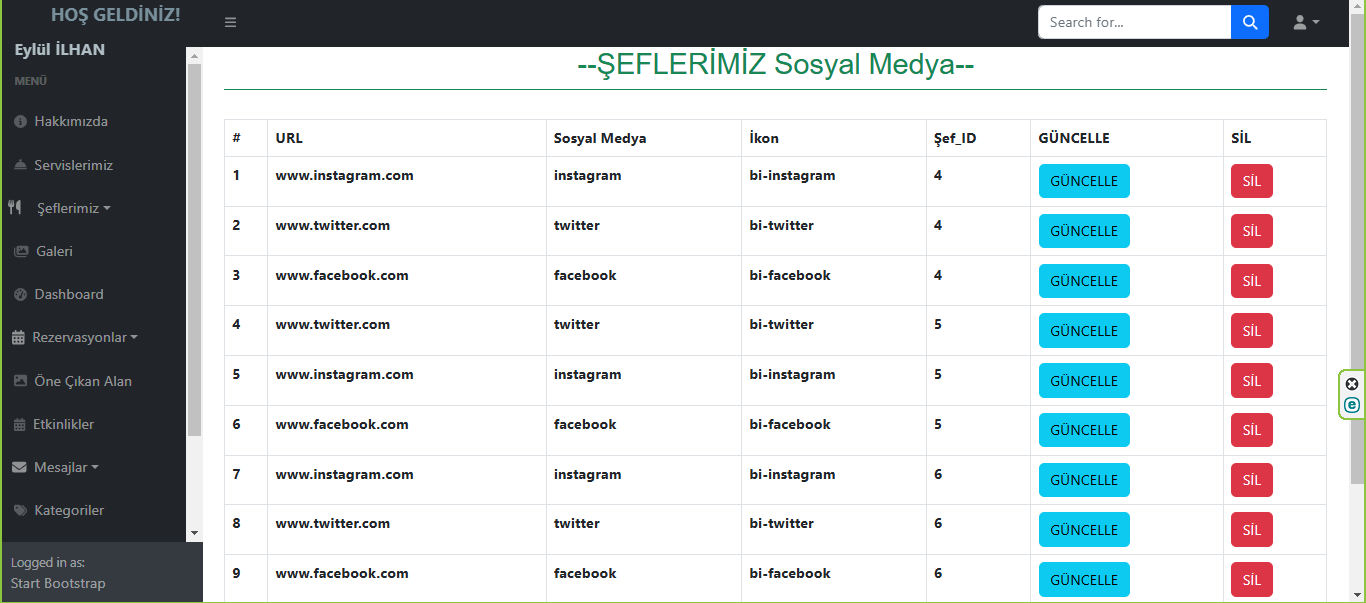 HOŞ GELDİNİZ!
Search for...
Eylül İLHAN
MENÜ
Hakkımızda
Servislerimiz
Şeflerimiz
Galeri
Dashboard
Rezervasyonlar
Öne Çıkan Alan
Etkinlikler
Mesajlar
Kategoriler
Logged in as:
Start Bootstrap
--ŞEFLERİMİZ Sosyal Medya--
# URL Sosyal Medya İkon Şef_ID GÜNCELLE SİL
1 www.instagram.com instagram bi-instagram 4 GÜNCELLE SİL
2 www.twitter.com twitter bi-twitter 4 GÜNCELLE SİL
3 www.facebook.com facebook bi-facebook 4 GÜNCELLE SİL
4 www.twitter.com twitter bi-twitter 5 GÜNCELLE SİL
5 www.instagram.com instagram bi-instagram 5 GÜNCELLE SİL
6 www.facebook.com facebook bi-facebook 5 GÜNCELLE SİL
7 www.instagram.com instagram bi-instagram 6 GÜNCELLE SİL
8 www.twitter.com twitter bi-twitter 6 GÜNCELLE SİL
9 www.facebook.com facebook bi-facebook 6 GÜNCELLE SİL